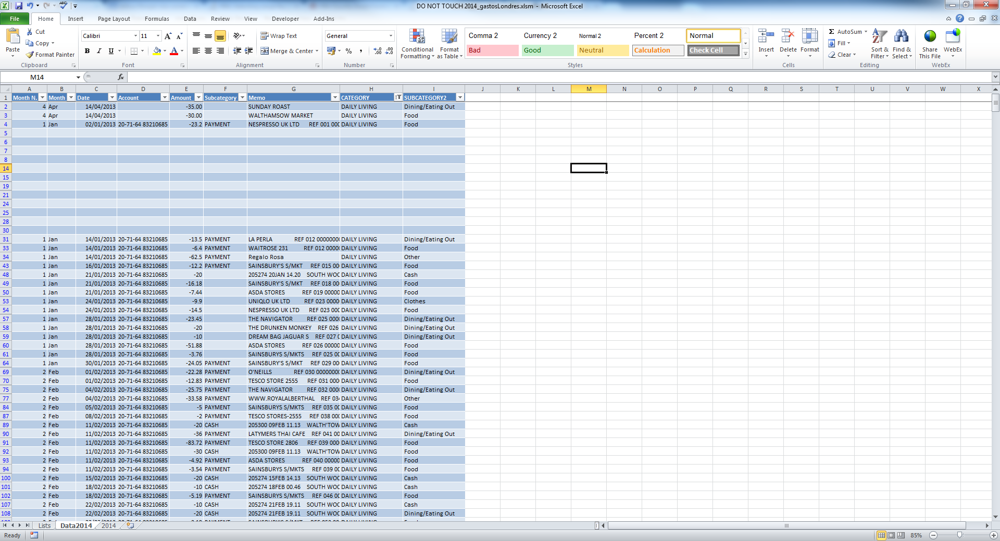 DO NOT TOUCH 2014_gastosLondres.xlsm - Microsoft Excel
File Home Insert Page Layout Formulas Data Review View Developer Add-Ins
Paste Cut Copy Format Painter Clipboard
Calibri 11 B I U Font
Wrap Text Merge & Center Alignment
General % , Number
Conditional Formatting Format as Table
Comma 2 Currency 2 Normal 2 Percent 2 Normal
Bad Good Neutral Calculation Check Cell
Styles
Insert Delete Format Cells
Σ AutoSum Fill Clear Sort & Filter Find & Select Editing
Share This File WebEx WebEx
M14 fx
A B C D E F G H I J K L M N O P Q R S T U V W X
1 Month N. Month Date Account Amount Subcategory Memo CATEGORY SUBCATEGORY2
2 4 Apr 14/04/2013 -35.00 SUNDAY ROAST DAILY LIVING Dining/Eating Out
3 4 Apr 14/04/2013 -30.00 WALTHAMSOW MARKET DAILY LIVING Food
4 1 Jan 02/01/2013 20-71-64 83210685 -23.2 PAYMENT NESPRESSO UK LTD REF 001 000 DAILY LIVING Food
5
6
7
8
14
15
19
21
24
25
28
30
31 1 Jan 14/01/2013 20-71-64 83210685 -13.5 PAYMENT LA PERLA REF 012 00000000 DAILY LIVING Dining/Eating Out
33 1 Jan 14/01/2013 20-71-64 83210685 -6.4 PAYMENT WAITROSE 231 REF 012 0000 DAILY LIVING Food
34 1 Jan 14/01/2013 20-71-64 83210685 -62.5 PAYMENT Regalo Rosa DAILY LIVING Other
43 1 Jan 16/01/2013 20-71-64 83210685 -12.2 PAYMENT SAINSBURY'S S/MKT REF 015 00 DAILY LIVING Food
48 1 Jan 21/01/2013 20-71-64 83210685 -20 205274 20JAN 14.20 SOUTH WOO DAILY LIVING Cash
49 1 Jan 21/01/2013 20-71-64 83210685 -16.18 SAINSBURY'S S/MKT REF 018 00 DAILY LIVING Food
50 1 Jan 21/01/2013 20-71-64 83210685 -7.44 ASDA STORES REF 019 00000 DAILY LIVING Food
53 1 Jan 24/01/2013 20-71-64 83210685 -9.9 UNIQLO UK LTD REF 023 0000 DAILY LIVING Clothes
54 1 Jan 24/01/2013 20-71-64 83210685 -14.5 NESPRESSO UK LTD REF 023 000 DAILY LIVING Food
57 1 Jan 28/01/2013 20-71-64 83210685 -23.45 THE NAVIGATOR REF 025 000 DAILY LIVING Dining/Eating Out
58 1 Jan 28/01/2013 20-71-64 83210685 -20 THE DRUNKEN MONKEY REF 026 DAILY LIVING Dining/Eating Out
59 1 Jan 28/01/2013 20-71-64 83210685 -10 DREAM BAG JAGUAR S REF 027 0 DAILY LIVING Dining/Eating Out
60 1 Jan 28/01/2013 20-71-64 83210685 -51.88 ASDA STORES REF 026 00000 DAILY LIVING Food
61 1 Jan 28/01/2013 20-71-64 83210685 -3.76 SAINSBURYS S/MKTS REF 025 00 DAILY LIVING Food
64 1 Jan 30/01/2013 20-71-64 83210685 -24.05 PAYMENT SAINSBURY'S S/MKT REF 029 00 DAILY LIVING Food
69 2 Feb 01/02/2013 20-71-64 83210685 -22.28 PAYMENT O'NEILLS REF 030 00000000 DAILY LIVING Dining/Eating Out
70 2 Feb 01/02/2013 20-71-64 83210685 -12.83 PAYMENT TESCO STORE 2555 REF 031 000 DAILY LIVING Food
75 2 Feb 04/02/2013 20-71-64 83210685 -25.75 PAYMENT THE NAVIGATOR REF 032 000 DAILY LIVING Dining/Eating Out
77 2 Feb 04/02/2013 20-71-64 83210685 -33.58 PAYMENT WWW.ROYALALBERTHAL REF 034 DAILY LIVING Other
84 2 Feb 05/02/2013 20-71-64 83210685 -5 PAYMENT SAINSBURYS S/MKTS REF 035 00 DAILY LIVING Food
87 2 Feb 08/02/2013 20-71-64 83210685 -2 PAYMENT TESCO STORES-2555 REF 038 000 DAILY LIVING Food
89 2 Feb 11/02/2013 20-71-64 83210685 -20 CASH 205300 09FEB 11.13 WALTH'TOW DAILY LIVING Cash
90 2 Feb 11/02/2013 20-71-64 83210685 -36 PAYMENT LATYMERS THAI CAFE REF 041 00 DAILY LIVING Dining/Eating Out
91 2 Feb 11/02/2013 20-71-64 83210685 -83.72 PAYMENT TESCO STORE 2806 REF 039 000 DAILY LIVING Food
92 2 Feb 11/02/2013 20-71-64 83210685 -30 CASH 205300 09FEB 11.13 WALTH'TOW DAILY LIVING Food
93 2 Feb 11/02/2013 20-71-64 83210685 -4.92 PAYMENT ASDA STORES REF 040 00000 DAILY LIVING Food
94 2 Feb 11/02/2013 20-71-64 83210685 -3.54 PAYMENT SAINSBURYS S/MKTS REF 039 00 DAILY LIVING Food
100 2 Feb 15/02/2013 20-71-64 83210685 -20 CASH 205274 15FEB 14.13 SOUTH WOO DAILY LIVING Cash
101 2 Feb 18/02/2013 20-71-64 83210685 -10 CASH 205274 18FEB 00.46 SOUTH WOO DAILY LIVING Cash
102 2 Feb 18/02/2013 20-71-64 83210685 -5.19 PAYMENT SAINSBURYS S/MKTS REF 046 00 DAILY LIVING Food
107 2 Feb 22/02/2013 20-71-64 83210685 -10 CASH 205274 21FEB 19.11 SOUTH WOO DAILY LIVING Cash
108 2 Feb 22/02/2013 20-71-64 83210685 -20 CASH 205274 21FEB 19.11 SOUTH WOO DAILY LIVING Dining/Eating Out
Lists Data2014 2014
Ready 85%